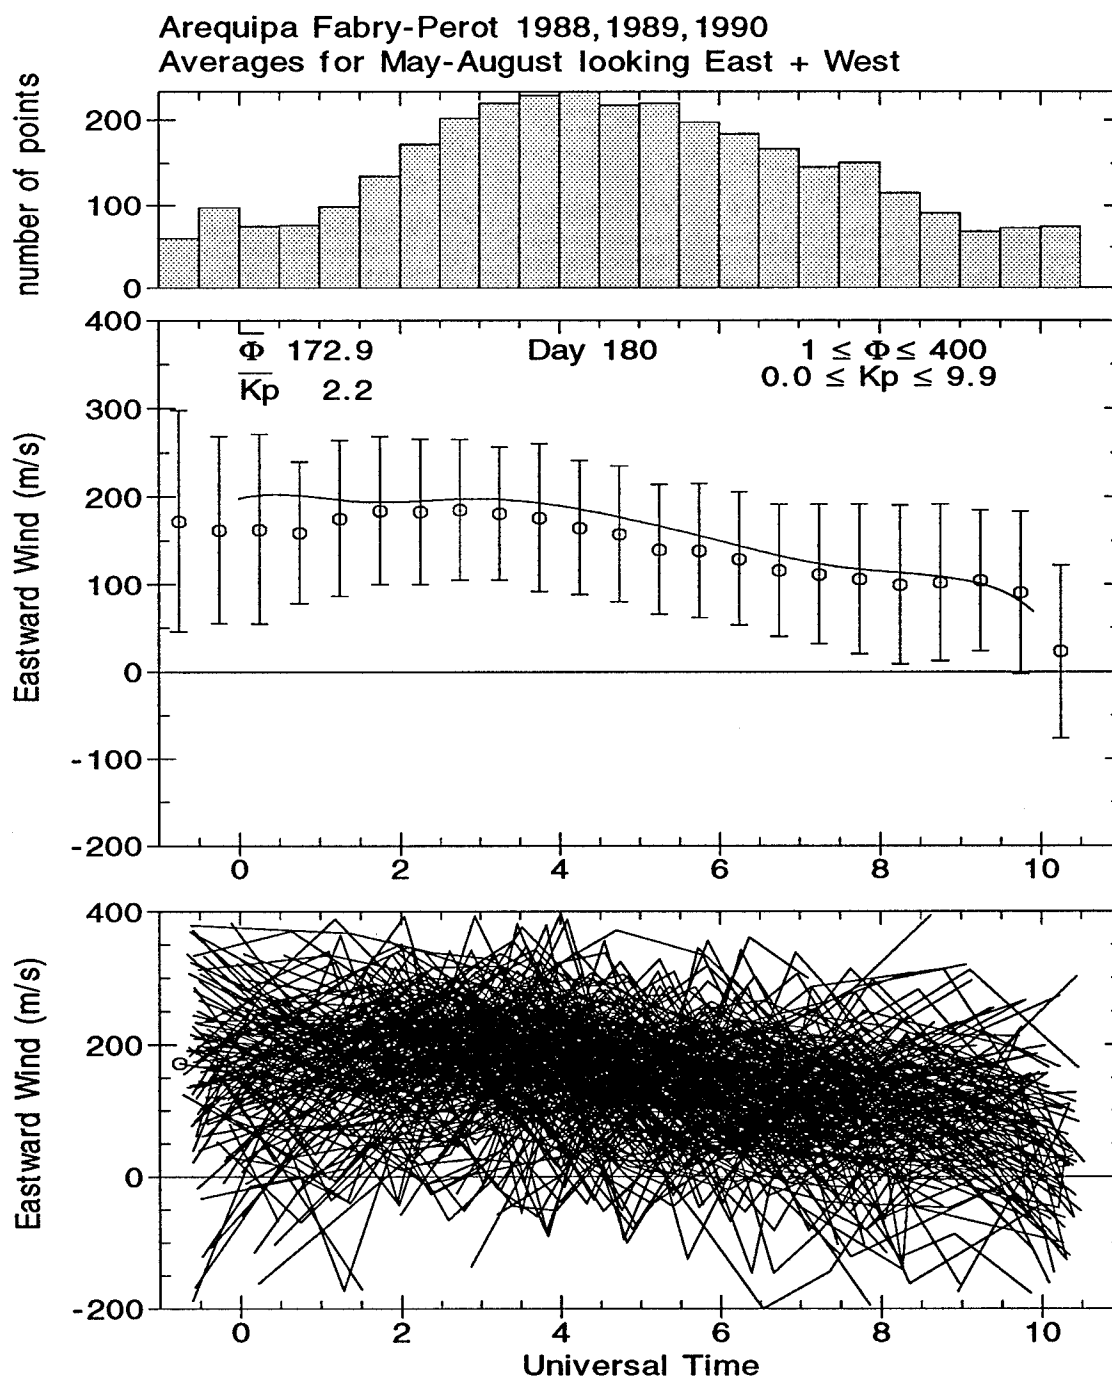 Arequipa Fabry-Perot 1988,1989,1990
Averages for May-August looking East + West
number of points
200
100
0
400
300
200
100
0
-100
-200
Eastward Wind (m/s)
Φ 172.9
Kp 2.2
Day 180
1 ≤ Φ ≤ 400
0.0 ≤ Kp ≤ 9.9
0 2 4 6 8 10
400
200
0
-200
Eastward Wind (m/s)
0 2 4 6 8 10
Universal Time